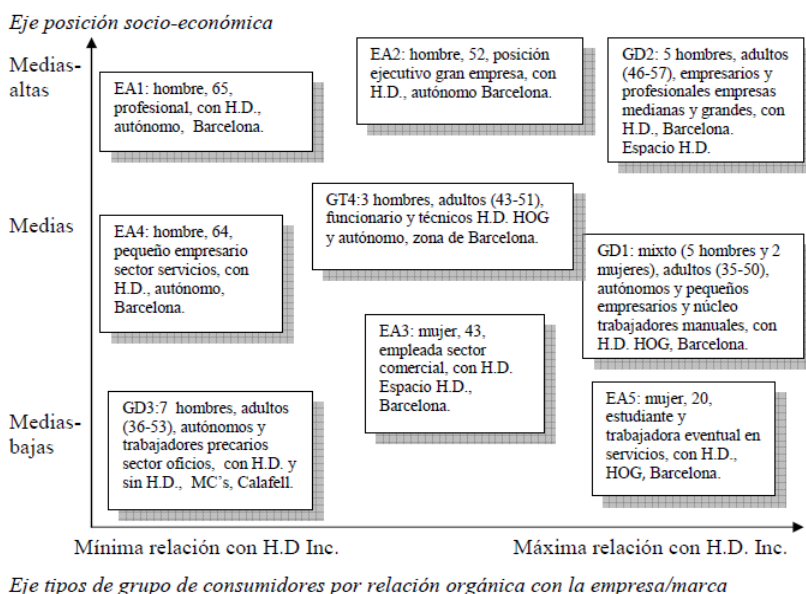 Eje posición socio-económica
Medias-
altas
EA1: hombre, 65,
profesional, con H.D.,
autónomo, Barcelona.
EA2: hombre, 52, posición
ejecutivo gran empresa, con
H.D., autónomo Barcelona.
GD2: 5 hombres, adultos
(46-57), empresarios y
profesionales empresas
medianas y grandes, con
H.D., Barcelona.
Espacio H.D.
Medias
EA4: hombre, 64,
pequeño empresario
sector servicios, con
H.D., autónomo,
Barcelona.
GT4:3 hombres, adultos (43-51),
funcionario y técnicos H.D. HOG
y autónomo, zona de Barcelona.
GD1: mixto (5 hombres y 2
mujeres), adultos (35-50),
autónomos y pequeños
empresarios y núcleo
trabajadores manuales, con
H.D. HOG, Barcelona.
EA3: mujer, 43,
empleada sector
comercial, con H.D.
Espacio H.D.,
Barcelona.
Medias-
bajas
GD3:7 hombres, adultos
(36-53), autónomos y
trabajadores precarios
sector oficios, con H.D. y
sin H.D., MC's, Calafell.
EA5: mujer, 20,
estudiante y
trabajadora eventual en
servicios, con H.D.,
HOG, Barcelona.
Mínima relación con H.D Inc.
Máxima relación con H.D. Inc.
Eje tipos de grupo de consumidores por relación orgánica con la empresa/marca